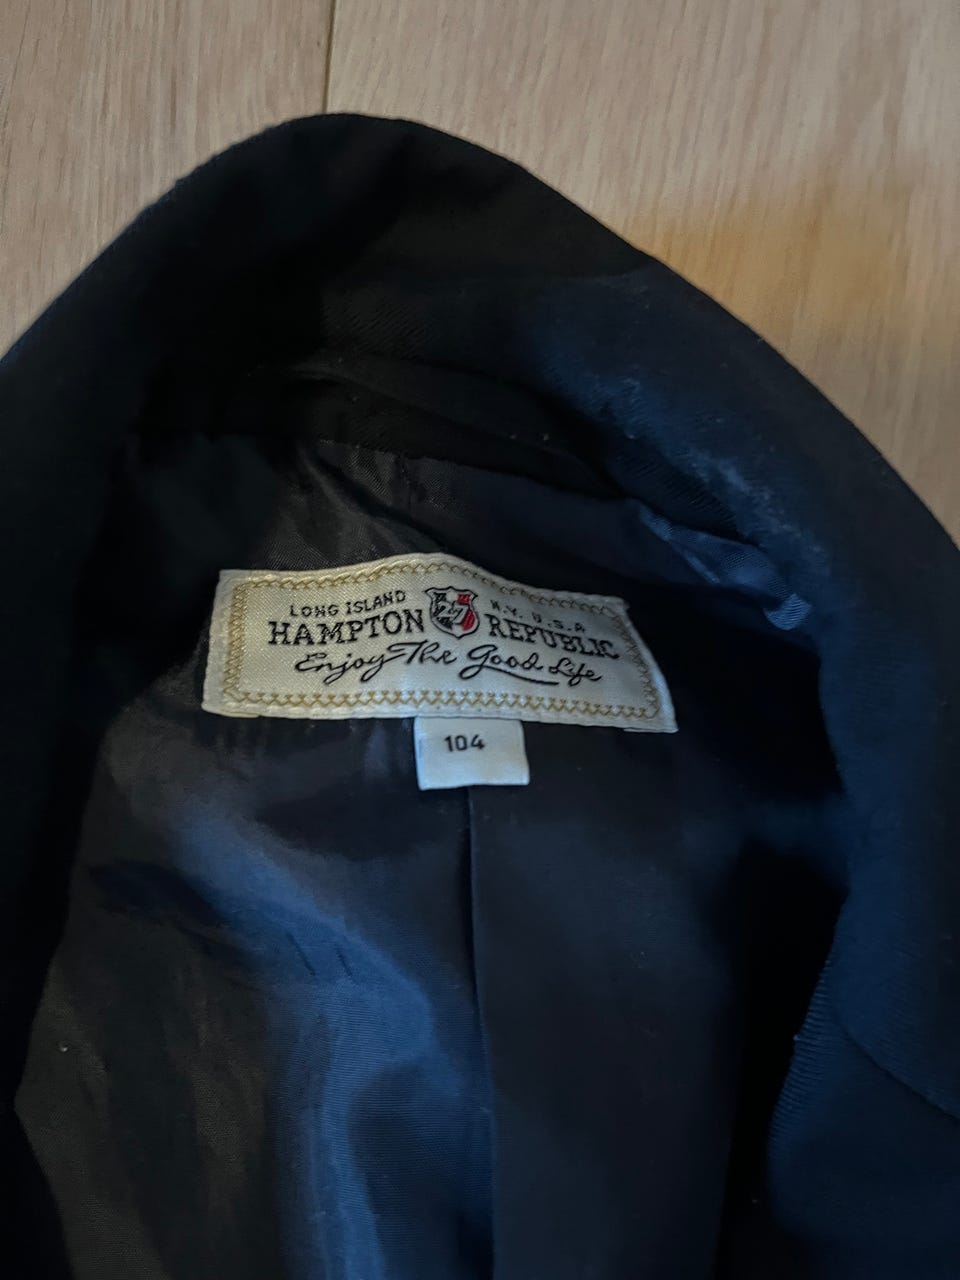 LONG ISLAND N.Y. U.S.A
HAMPTON REPUBLIC
Enjoy The Good Life
104